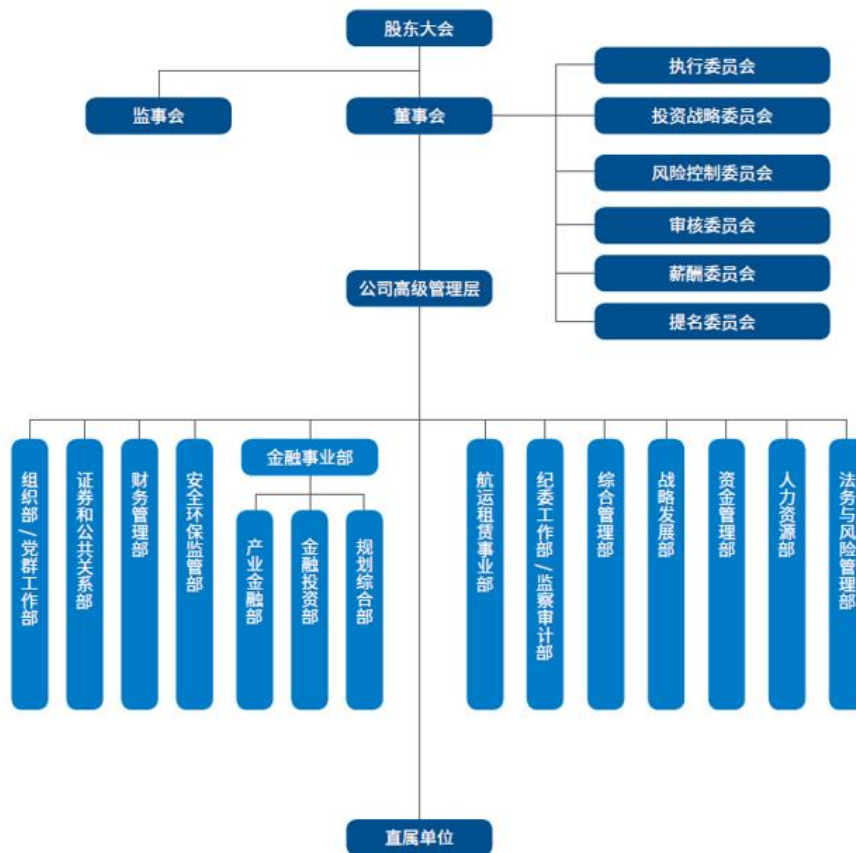 股东大会
监事会
董事会
执行委员会
投资战略委员会
风险控制委员会
审核委员会
薪酬委员会
提名委员会
公司高级管理层
组织部/党群工作部
证券和公共关系部
财务管理部
安全环保监管部
金融事业部
产业金融部
金融投资部
规划综合部
航运租赁事业部
纪委工作部/监察审计部
综合管理部
战略发展部
资金管理部
人力资源部
法务与风险管理部
直属单位